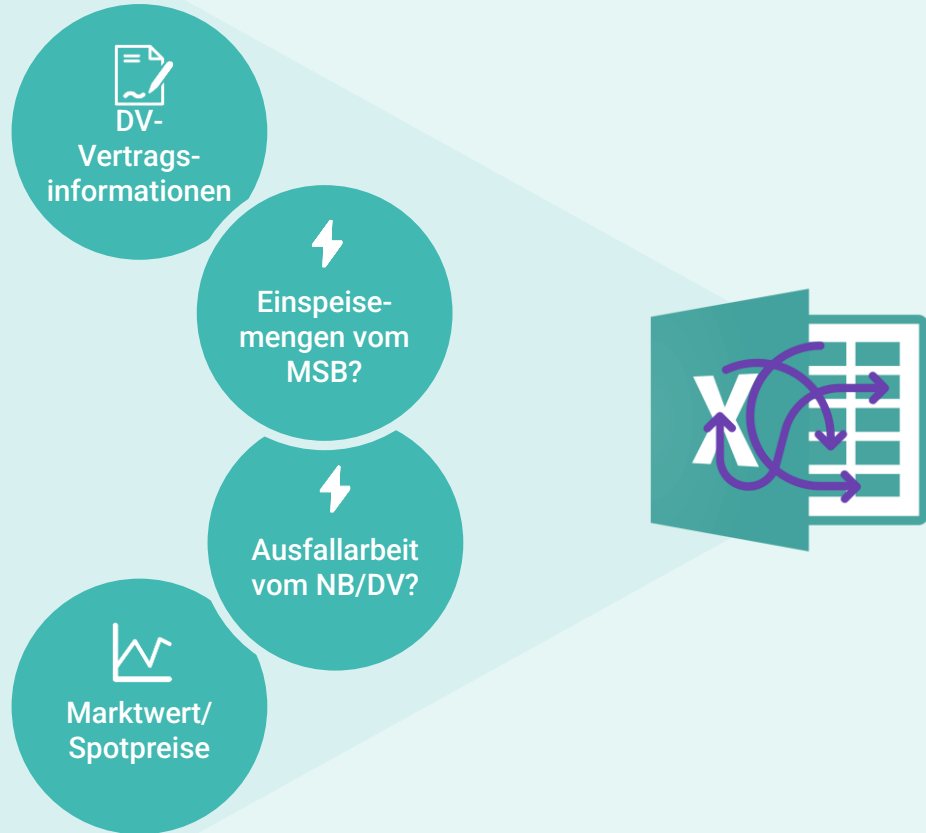 DV-
Vertrags-
informationen
Einspeise-
mengen vom
MSB?
Ausfallarbeit
vom NB/DV?
Marktwert/
Spotpreise
X